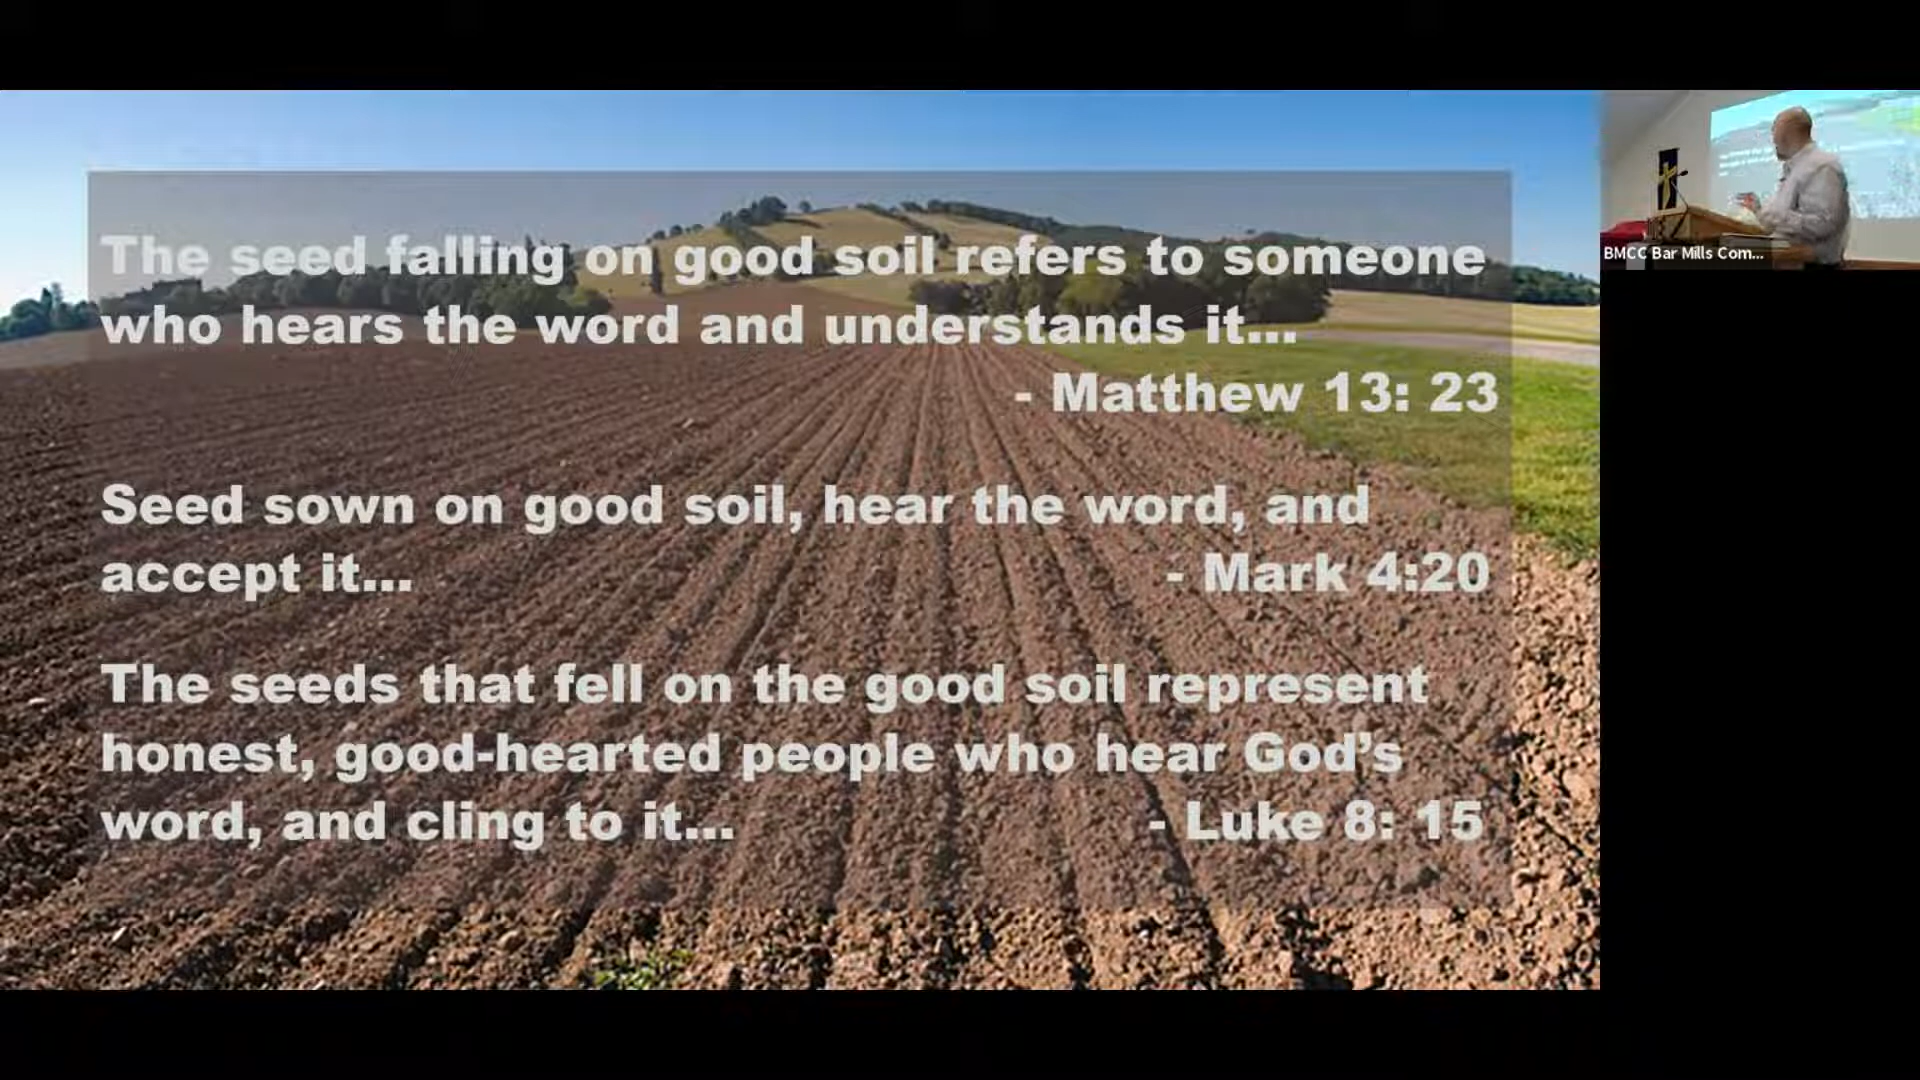 The seed falling on good soil refers to someone
who hears the word and understands it...
- Matthew 13: 23
Seed sown on good soil, hear the word, and
accept it... - Mark 4:20
The seeds that fell on the good soil represent
honest, good-hearted people who hear God's
word, and cling to it... - Luke 8: 15
BMCC Bar Mills Com...